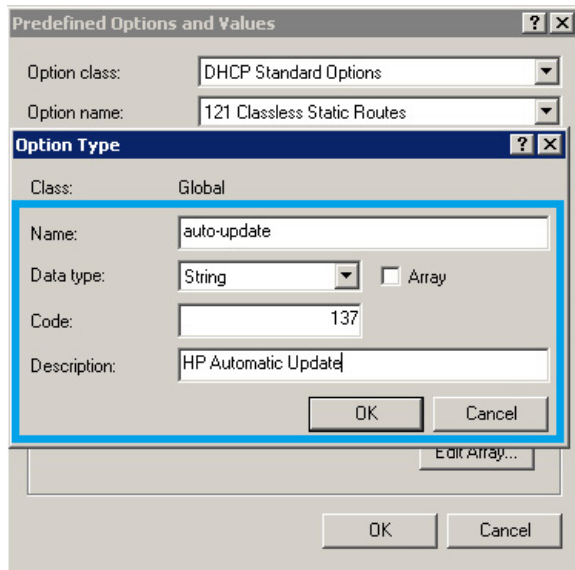 Predefined Options and Values
Option class: DHCP Standard Options
Option name: 121 Classless Static Routes
Option Type
Class: Global
Name: auto-update
Data type: String Array
Code: 137
Description: HP Automatic Update
OK Cancel
Edit Array...
OK Cancel